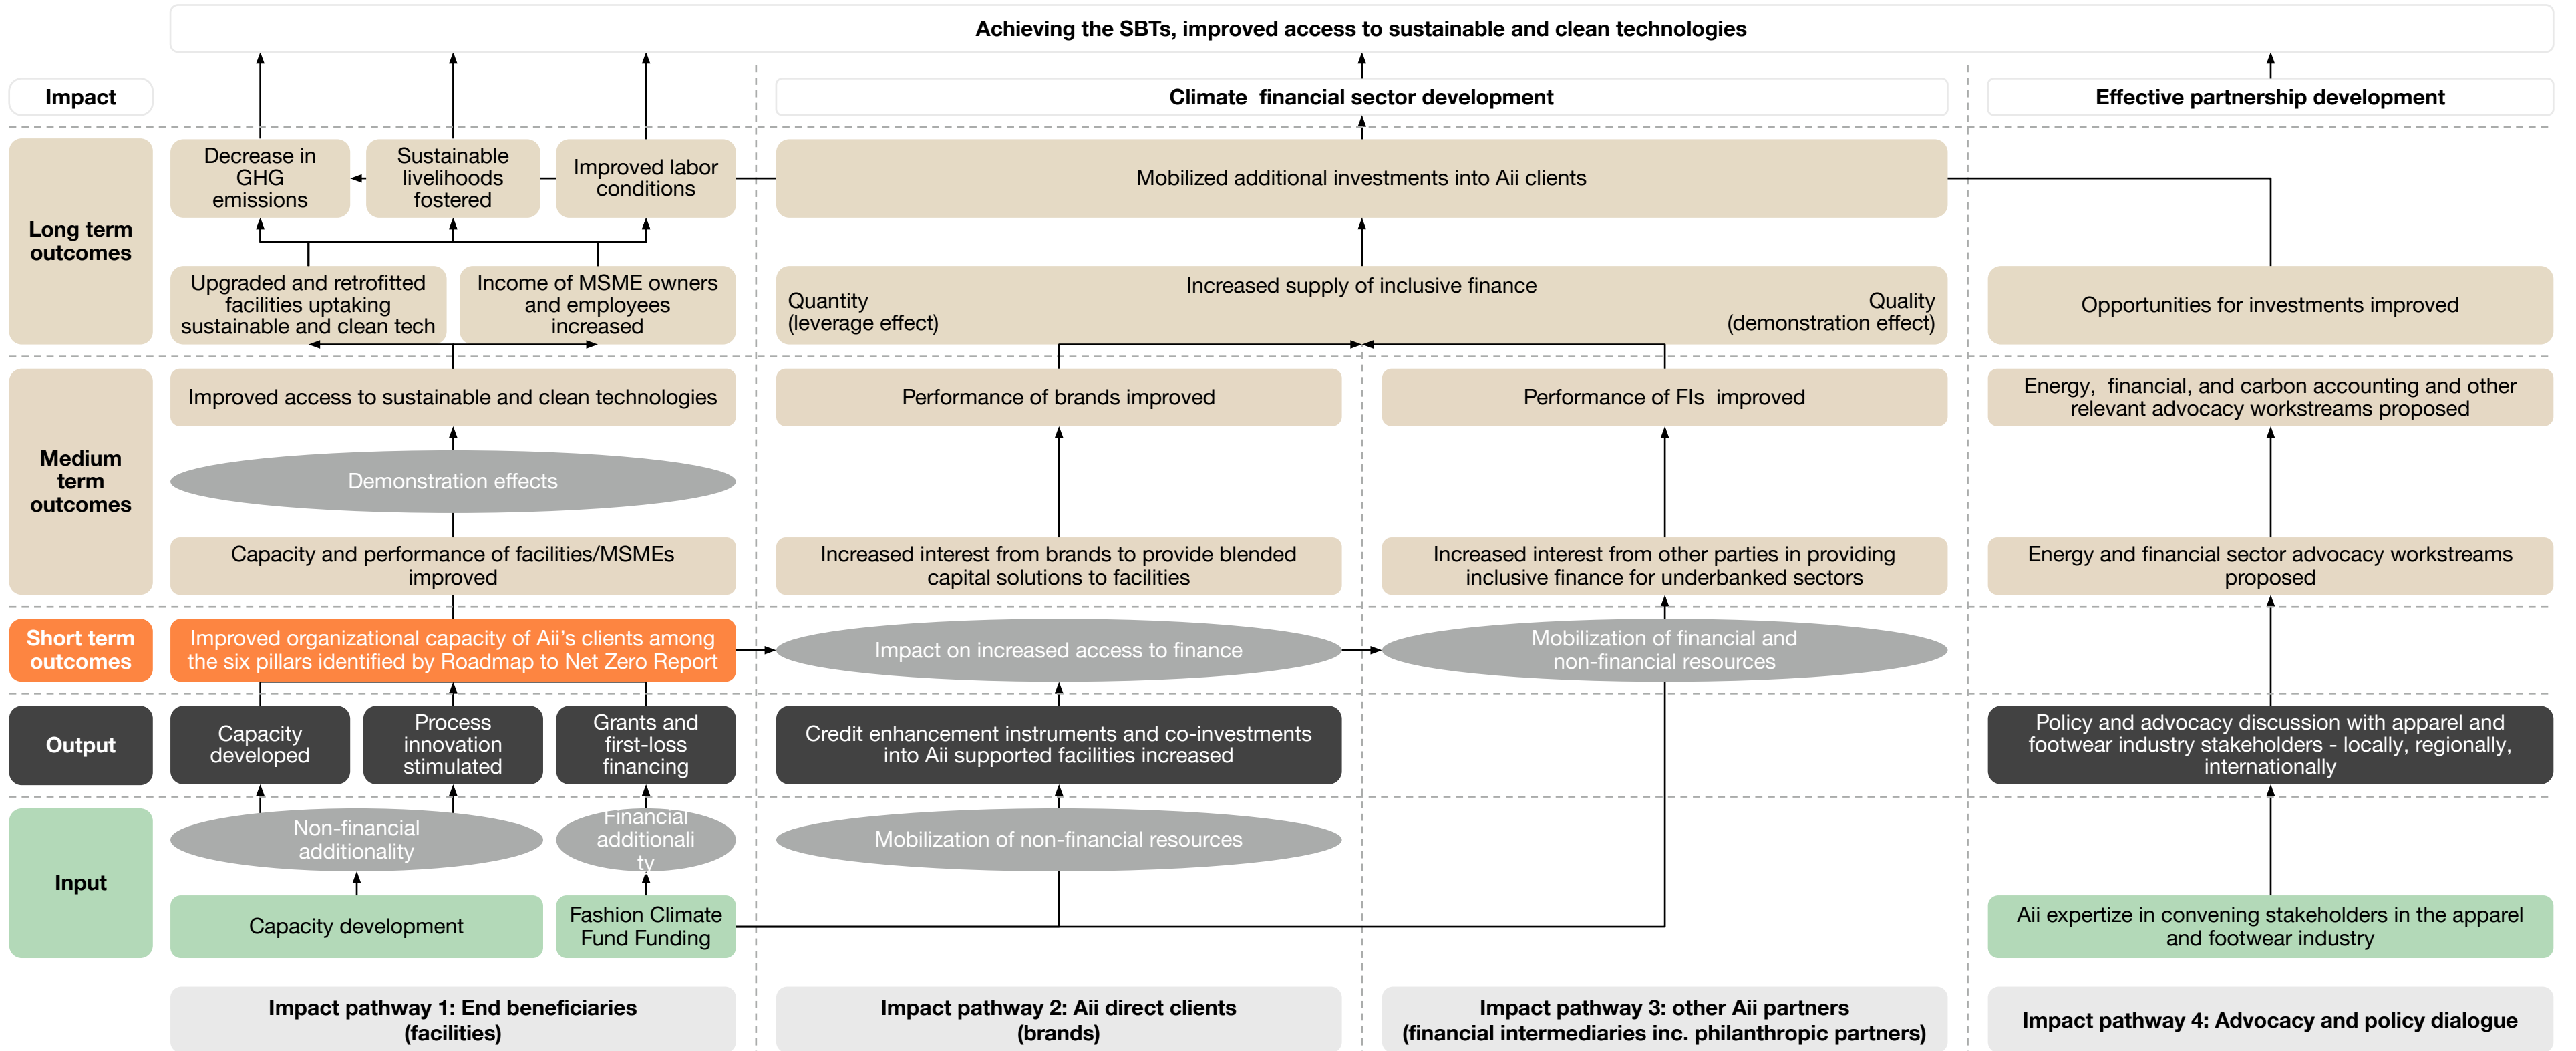 Achieving the SBTs, improved access to sustainable and clean technologies
Impact
Climate financial sector development
Effective partnership development
Long term
outcomes
Decrease in
GHG
emissions
Sustainable
livelihoods
fostered
Improved labor
conditions
Mobilized additional investments into Aii clients
Upgraded and retrofitted
facilities uptaking
sustainable and clean tech
Income of MSME owners
and employees
increased
Increased supply of inclusive finance
Quantity
(leverage effect)
Quality
(demonstration effect)
Opportunities for investments improved
Medium
term
outcomes
Improved access to sustainable and clean technologies
Performance of brands improved
Performance of FIs improved
Energy, financial, and carbon accounting and other
relevant advocacy workstreams proposed
Demonstration effects
Capacity and performance of facilities/MSMEs
improved
Increased interest from brands to provide blended
capital solutions to facilities
Increased interest from other parties in providing
inclusive finance for underbanked sectors
Energy and financial sector advocacy workstreams
proposed
Short term
outcomes
Improved organizational capacity of Aii's clients among
the six pillars identified by Roadmap to Net Zero Report
Impact on increased access to finance
Mobilization of financial and
non-financial resources
Output
Capacity
developed
Process
innovation
stimulated
Grants and
first-loss
financing
Credit enhancement instruments and co-investments
into Aii supported facilities increased
Policy and advocacy discussion with apparel and
footwear industry stakeholders - locally, regionally,
internationally
Input
Non-financial
additionality
Financial
additionali
ty
Mobilization of non-financial resources
Capacity development
Fashion Climate
Fund Funding
Aii expertize in convening stakeholders in the apparel
and footwear industry
Impact pathway 1: End beneficiaries
(facilities)
Impact pathway 2: Aii direct clients
(brands)
Impact pathway 3: other Aii partners
(financial intermediaries inc. philanthropic partners)
Impact pathway 4: Advocacy and policy dialogue